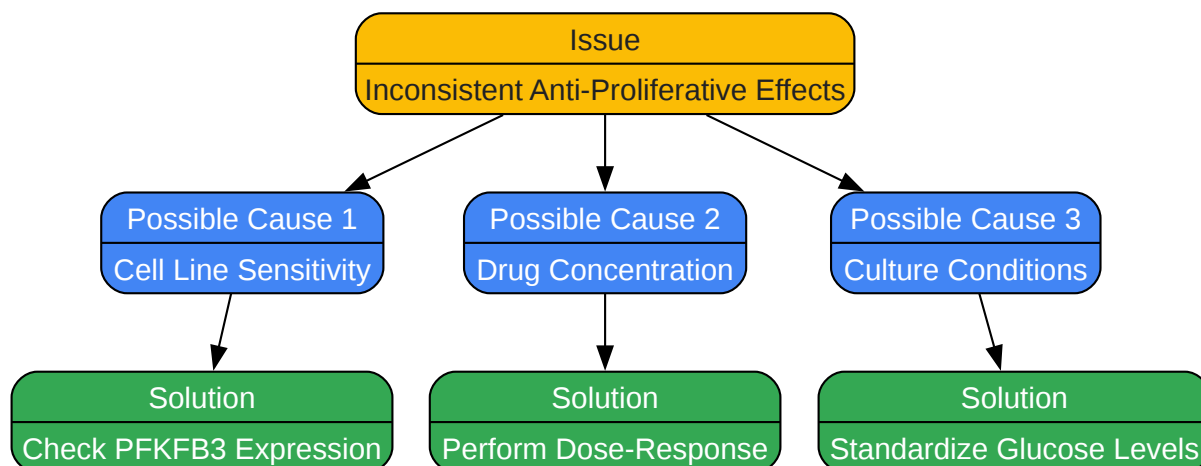 Issue
Inconsistent Anti-Proliferative Effects
Possible Cause 1
Cell Line Sensitivity
Possible Cause 2
Drug Concentration
Possible Cause 3
Culture Conditions
Solution
Check PFKFB3 Expression
Solution
Perform Dose-Response
Solution
Standardize Glucose Levels